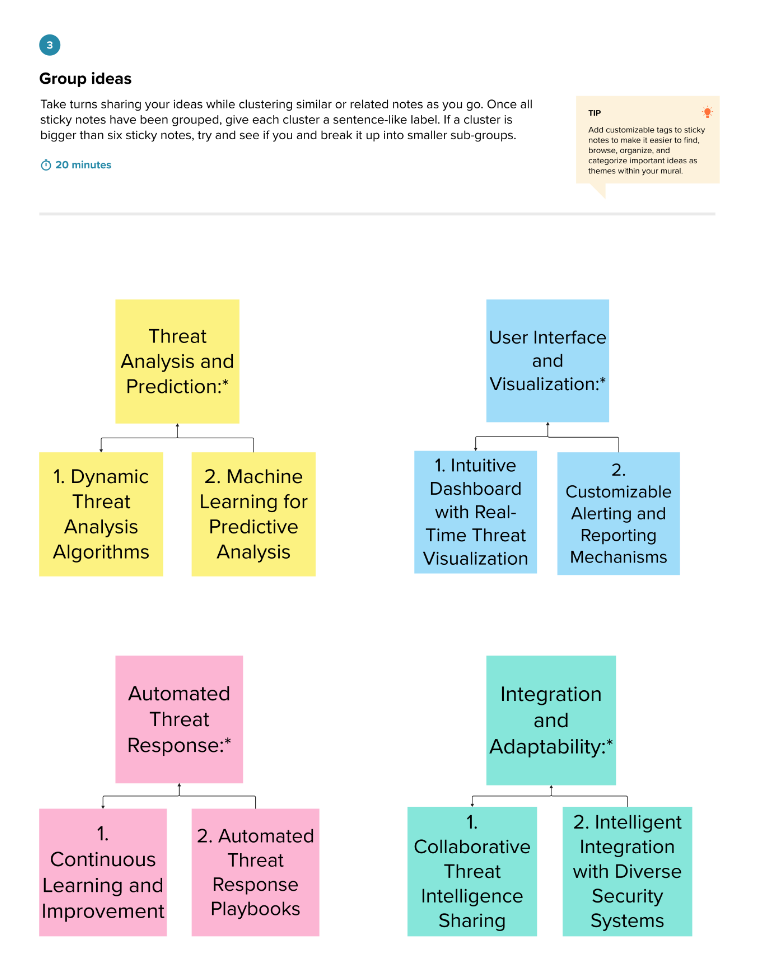 3
Group ideas
Take turns sharing your ideas while clustering similar or related notes as you go. Once all
sticky notes have been grouped, give each cluster a sentence-like label. If a cluster is
bigger than six sticky notes, try and see if you and break it up into smaller sub-groups.
20 minutes
TIP
Add customizable tags to sticky
notes to make it easier to find,
browse, organize, and
categorize important ideas as
themes within your mural.
Threat
Analysis and
Prediction:*
1. Dynamic
Threat
Analysis
Algorithms
2. Machine
Learning for
Predictive
Analysis
User Interface
and
Visualization:*
1. Intuitive
Dashboard
with Real-
Time Threat
Visualization
2.
Customizable
Alerting and
Reporting
Mechanisms
Automated
Threat
Response:*
1.
Continuous
Learning and
Improvement
2. Automated
Threat
Response
Playbooks
Integration
and
Adaptability:*
1.
Collaborative
Threat
Intelligence
Sharing
2. Intelligent
Integration
with Diverse
Security
Systems